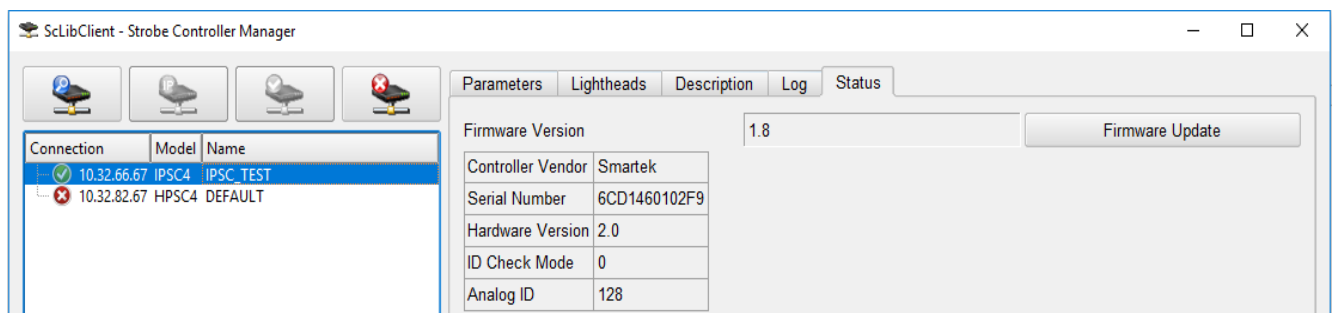 ScLibClient - Strobe Controller Manager
IP
Parameters Lightheads Description Log Status
Firmware Version 1.8 Firmware Update
Connection Model Name
10.32.66.67 IPSC4 IPSC_TEST
10.32.82.67 HPSC4 DEFAULT
Controller Vendor Smartek
Serial Number 6CD1460102F9
Hardware Version 2.0
ID Check Mode 0
Analog ID 128